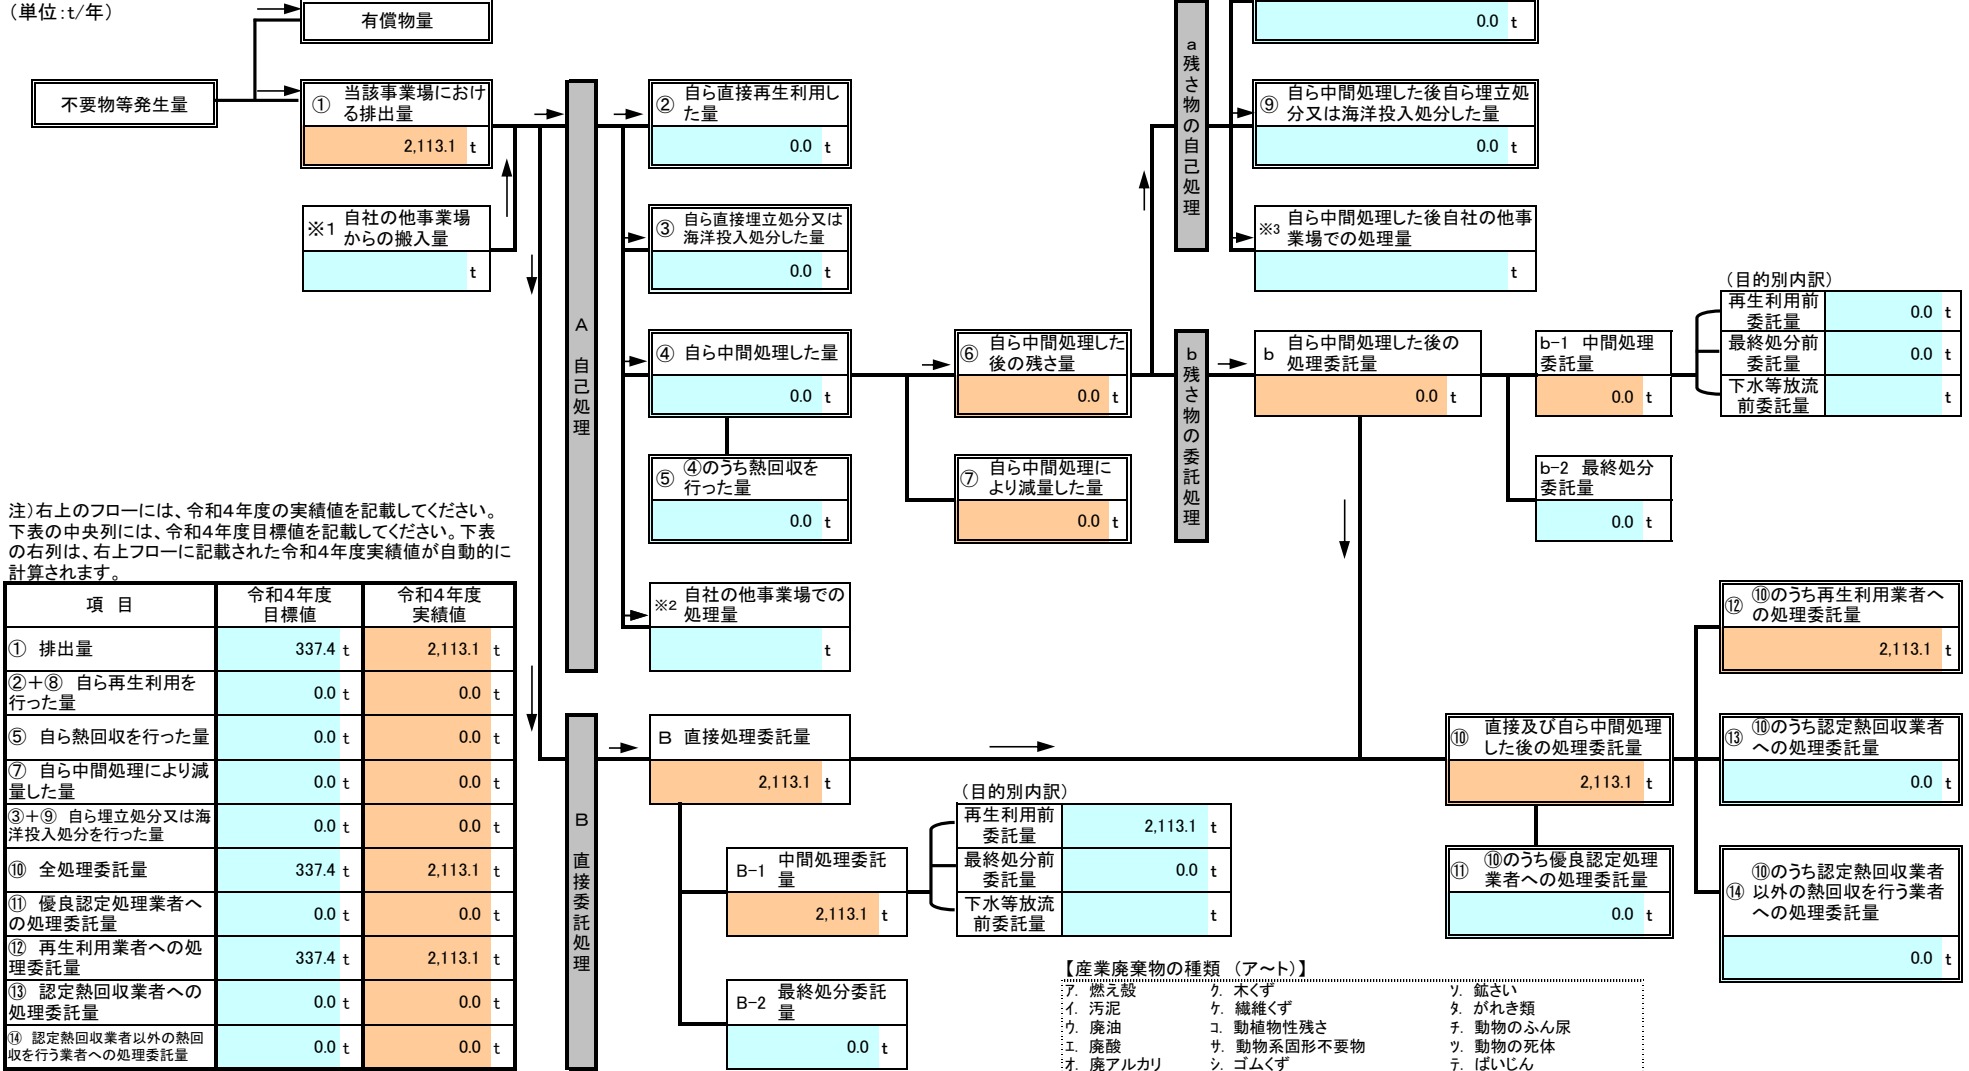 （単位：t/年）
有償物量
不要物等発生量
① 当該事業場におけ
る排出量
2,113.1 t
※1 自社の他事業場
からの搬入量
t
A 自己処理
② 自ら直接再生利用し
た量
0.0 t
③ 自ら直接埋立処分又は
海洋投入処分した量
0.0 t
④ 自ら中間処理した量
0.0 t
⑤ ④のうち熱回収を
行った量
0.0 t
※2 自社の他事業場での
処理量
t
⑥ 自ら中間処理した
後の残さ量
0.0 t
⑦ 自ら中間処理に
より減量した量
0.0 t
a 残さ物の自己処理
0.0 t
⑨ 自ら中間処理した後自ら埋立処
分又は海洋投入処分した量
0.0 t
※3 自ら中間処理した後自社の他事
業場での処理量
t
b 残さ物の委託処理
b 自ら中間処理した後の
処理委託量
0.0 t
b-1 中間処理
委託量
0.0 t
b-2 最終処分
委託量
0.0 t
（目的別内訳）
再生利用前
委託量
0.0 t
最終処分前
委託量
0.0 t
下水等放流
前委託量
t
注）右上のフローには、令和４年度の実績値を記載してください。
下表の中央列には、令和４年度目標値を記載してください。下表
の右列は、右上フローに記載された令和４年度実績値が自動的に
計算されます。
項 目
令和４年度
目標値
令和４年度
実績値
① 排出量
337.4 t 2,113.1 t
②＋⑧ 自ら再生利用を
行った量
0.0 t 0.0 t
⑤ 自ら熱回収を行った量
0.0 t 0.0 t
⑦ 自ら中間処理により減
量した量
0.0 t 0.0 t
③＋⑨ 自ら埋立処分又は海
洋投入処分を行った量
0.0 t 0.0 t
⑩ 全処理委託量
337.4 t 2,113.1 t
⑪ 優良認定処理業者へ
の処理委託量
0.0 t 0.0 t
⑫ 再生利用業者への処
理委託量
337.4 t 2,113.1 t
⑬ 認定熱回収業者への
処理委託量
0.0 t 0.0 t
⑭ 認定熱回収業者以外の熱回
収を行う業者への処理委託量
0.0 t 0.0 t
B 直接委託処理
B 直接処理委託量
2,113.1 t
B-1 中間処理委託
量
2,113.1 t
B-2 最終処分委託
量
0.0 t
（目的別内訳）
再生利用前
委託量
2,113.1 t
最終処分前
委託量
0.0 t
下水等放流
前委託量
t
⑩ 直接及び自ら中間処理
した後の処理委託量
2,113.1 t
⑪ ⑩のうち優良認定処理
業者への処理委託量
0.0 t
⑫ ⑩のうち再生利用業者へ
の処理委託量
2,113.1 t
⑬ ⑩のうち認定熱回収業者
への処理委託量
0.0 t
⑭ ⑩のうち認定熱回収業者
以外の熱回収を行う業者
への処理委託量
0.0 t
【産業廃棄物の種類 （ア～ト）】
ア. 燃え殻 ク. 木くず ソ. 鉱さい
イ. 汚泥 ケ. 繊維くず タ. がれき類
ウ. 廃油 コ. 動植物性残さ チ. 動物のふん尿
エ. 廃酸 サ. 動物系固形不要物 ツ. 動物の死体
オ. 廃アルカリ シ. ゴムくず テ. ばいじん